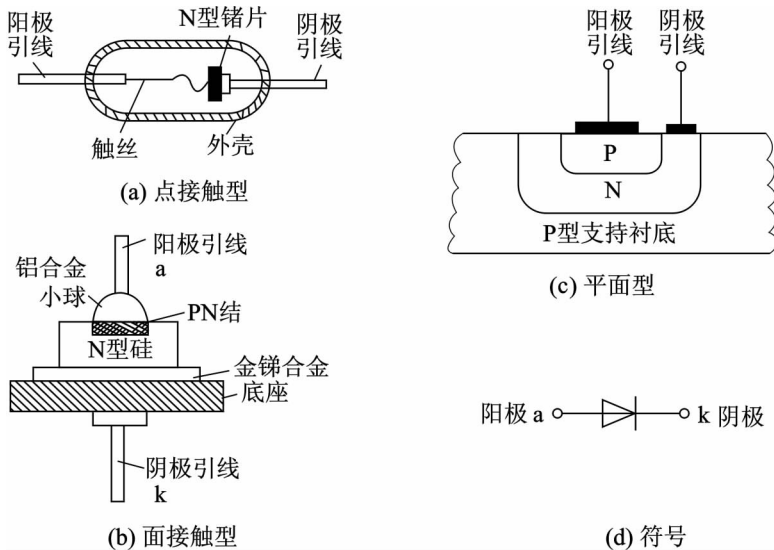 阳极
引线
N型锗片
阴极
引线
触丝
外壳
(a) 点接触型
阳极
引线
阴极
引线
P
N
P型支持衬底
(c) 平面型
阳极引线
a
铝合金
小球
PN结
N型硅
金锑合金
底座
阴极引线
k
(b) 面接触型
阳极 a
k 阴极
(d) 符号